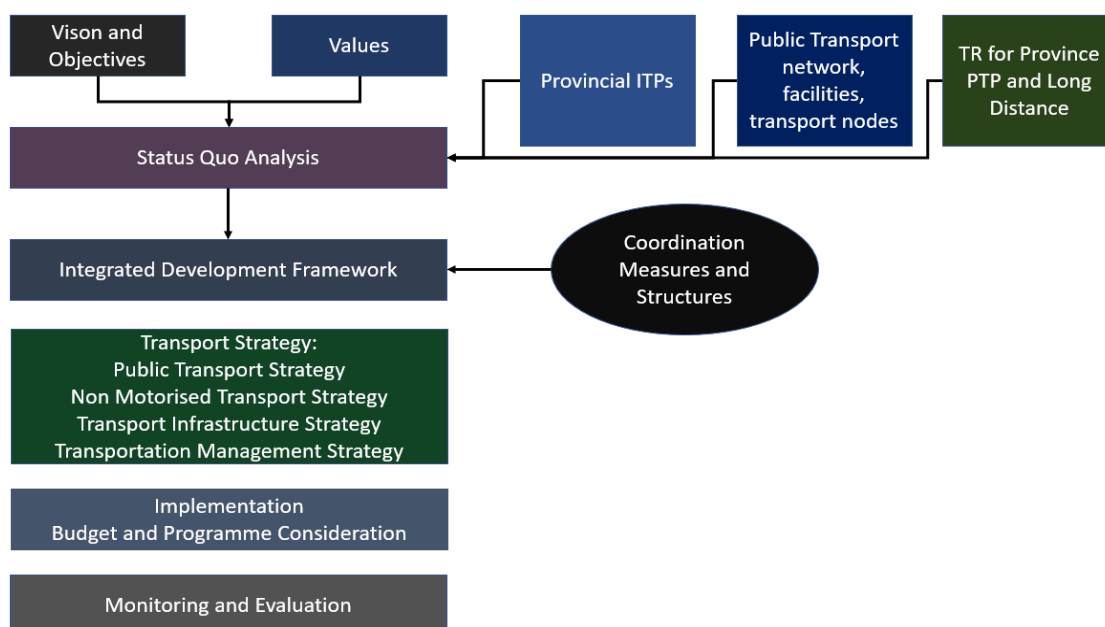 Vison and
Objectives
Values
Provincial ITPs
Public Transport
network,
facilities,
transport nodes
TR for Province
PTP and Long
Distance
Status Quo Analysis
Integrated Development Framework
Coordination
Measures and
Structures
Transport Strategy:
Public Transport Strategy
Non Motorised Transport Strategy
Transport Infrastructure Strategy
Transportation Management Strategy
Implementation
Budget and Programme Consideration
Monitoring and Evaluation